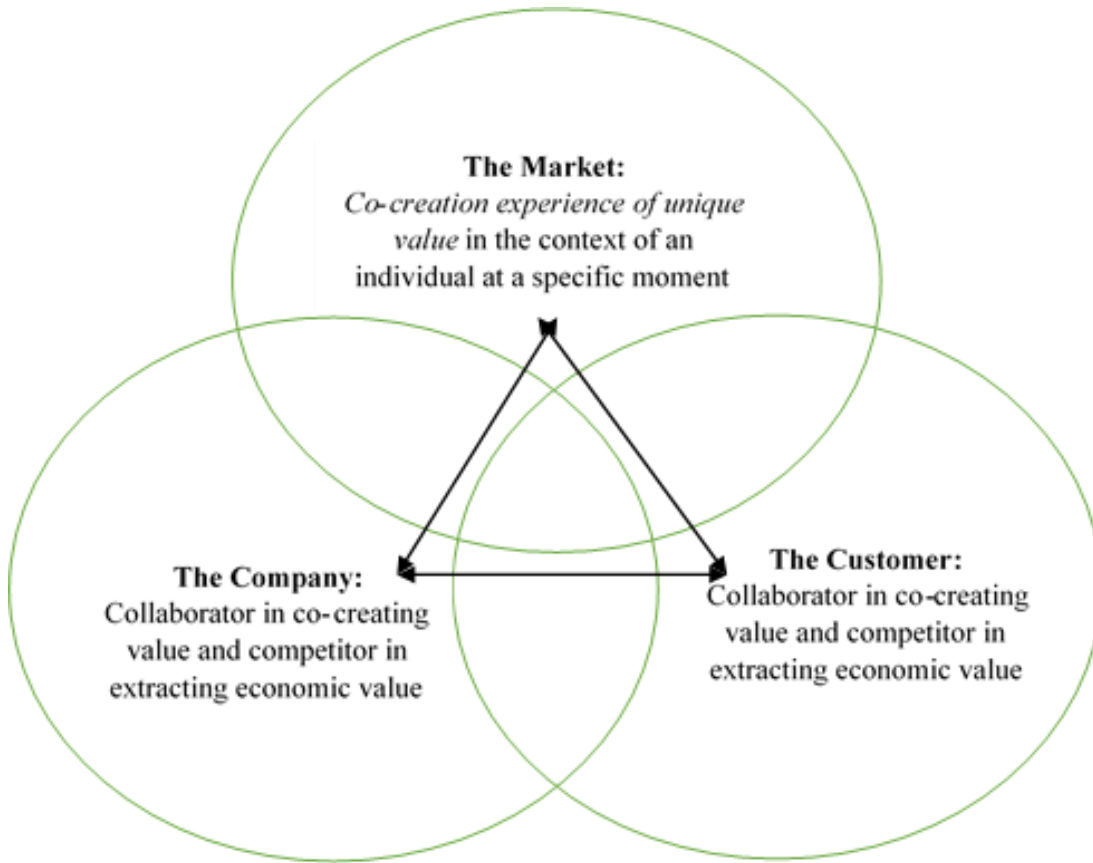 The Market:
Co-creation experience of unique
value in the context of an
individual at a specific moment
The Company:
Collaborator in co-creating
value and competitor in
extracting economic value
The Customer:
Collaborator in co-creating
value and competitor in
extracting economic value